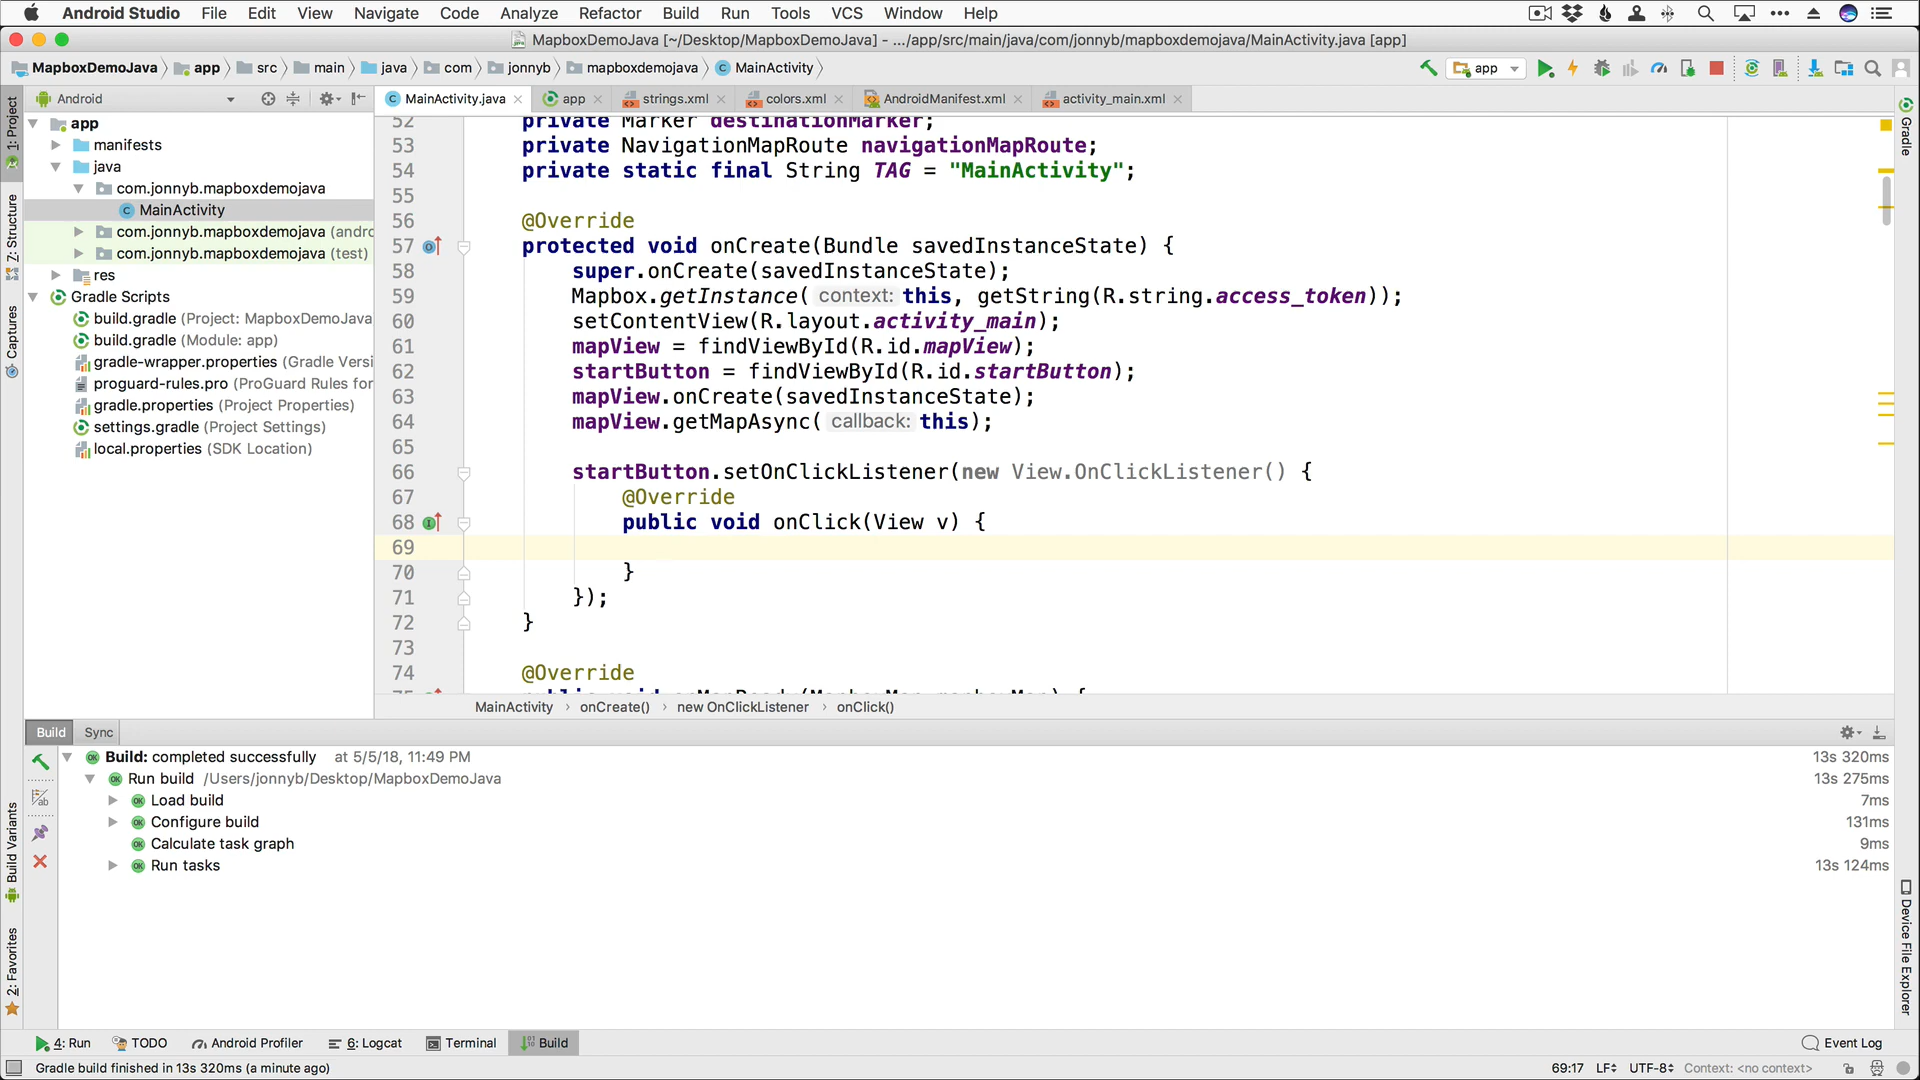 Android Studio File Edit View Navigate Code Analyze Refactor Build Run Tools VCS Window Help
MapboxDemoJava [~/Desktop/MapboxDemoJava] - .../app/src/main/java/com/jonnyb/mapboxdemojava/MainActivity.java [app]
MapboxDemoJava app src main java com jonnyb mapboxdemojava MainActivity app
1: Project
Z: Structure
Captures
Build Variants
2: Favorites
Android
app
manifests
java
com.jonnyb.mapboxdemojava
MainActivity
com.jonnyb.mapboxdemojava (andro
com.jonnyb.mapboxdemojava (test)
res
Gradle Scripts
build.gradle (Project: MapboxDemoJava
build.gradle (Module: app)
gradle-wrapper.properties (Gradle Versi
proguard-rules.pro (ProGuard Rules for
gradle.properties (Project Properties)
settings.gradle (Project Settings)
local.properties (SDK Location)
MainActivity.java app strings.xml colors.xml AndroidManifest.xml activity_main.xml
52 private Marker destinationMarker;
53 private NavigationMapRoute navigationMapRoute;
54 private static final String TAG = "MainActivity";
55
56 @Override
57 protected void onCreate(Bundle savedInstanceState) {
58 super.onCreate(savedInstanceState);
59 Mapbox.getInstance( context: this, getString(R.string.access_token));
60 setContentView(R.layout.activity_main);
61 mapView = findViewById(R.id.mapView);
62 startButton = findViewById(R.id.startButton);
63 mapView.onCreate(savedInstanceState);
64 mapView.getMapAsync( callback: this);
65
66 startButton.setOnClickListener(new View.OnClickListener() {
67 @Override
68 public void onClick(View v) {
69
70 }
71 });
72 }
73
74 @Override
75 public void onMapReady(MapboxMap mapboxMap) {
MainActivity › onCreate() › new OnClickListener › onClick()
Gradle
Device File Explorer
Build Sync
Build: completed successfully at 5/5/18, 11:49 PM 13s 320ms
Run build /Users/jonnyb/Desktop/MapboxDemoJava 13s 275ms
Load build 7ms
Configure build 131ms
Calculate task graph 9ms
Run tasks 13s 124ms
4: Run TODO Android Profiler 6: Logcat Terminal Build Event Log
Gradle build finished in 13s 320ms (a minute ago) 69:17 LF UTF-8 Context: <no context>